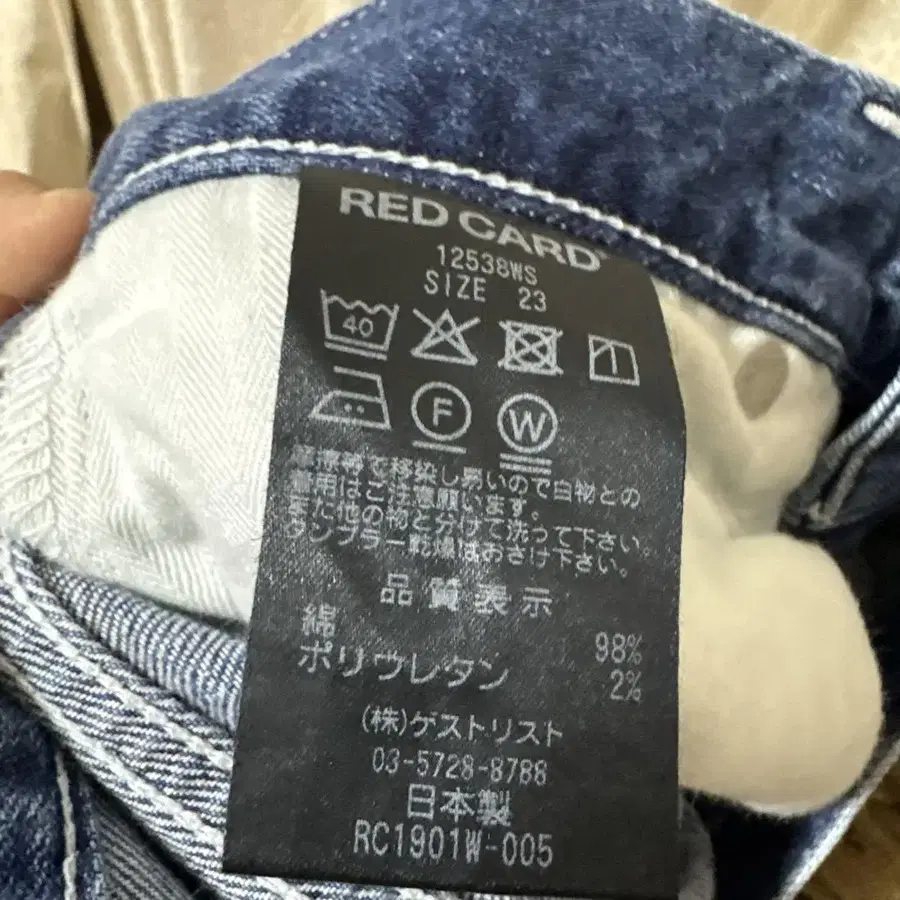 RED CARD
12538WS
SIZE 23
40
F
W
摩擦等で移染し易いので白物との
着用はご注意願います。
また他の物と分けて洗って下さい。
タンブラー乾燥はおさけ下さい。
品質表示
綿 98%
ポリウレタン 2%
(株)ゲストリスト
03-5728-8788
日本製
RC1901W-005